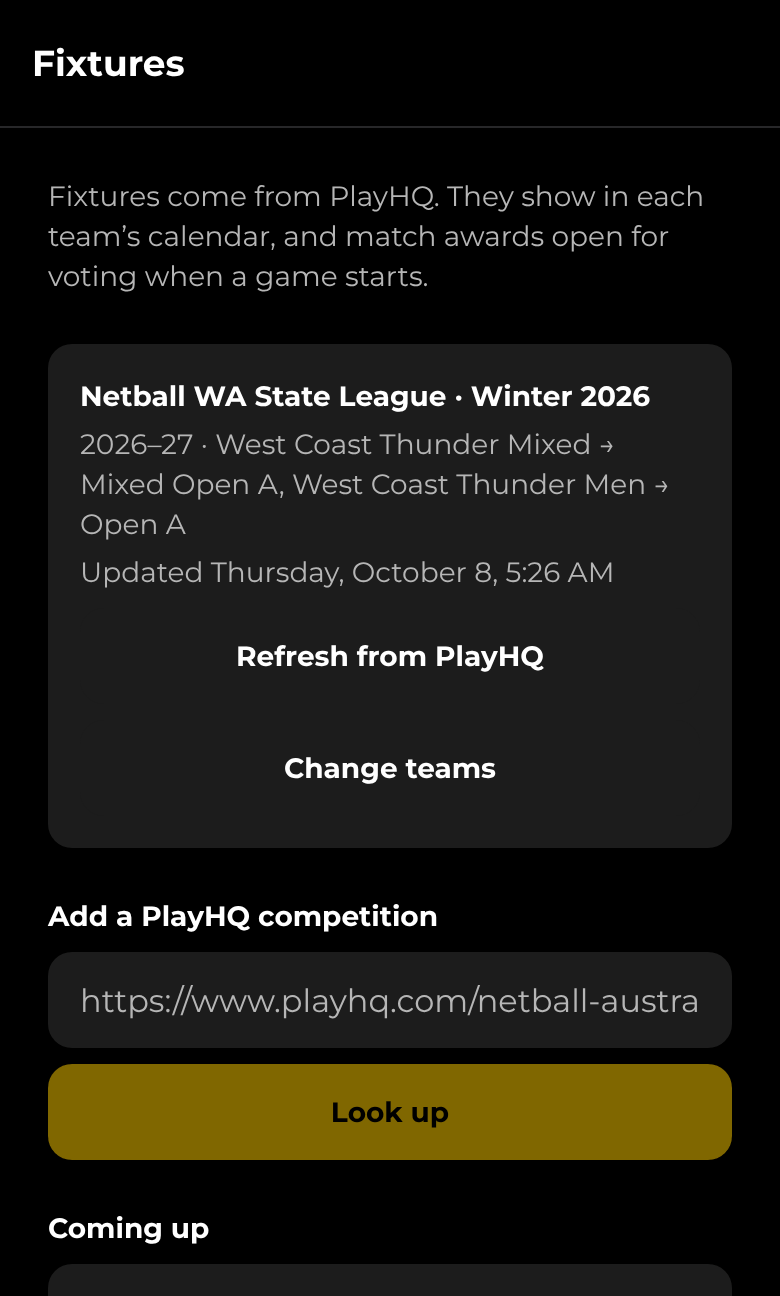 Fixtures
Fixtures come from PlayHQ. They show in each
team’s calendar, and match awards open for
voting when a game starts.
Netball WA State League · Winter 2026
2026–27 · West Coast Thunder Mixed →
Mixed Open A, West Coast Thunder Men →
Open A
Updated Thursday, October 8, 5:26 AM
Refresh from PlayHQ
Change teams
Add a PlayHQ competition
https://www.playhq.com/netball-austra
Look up
Coming up